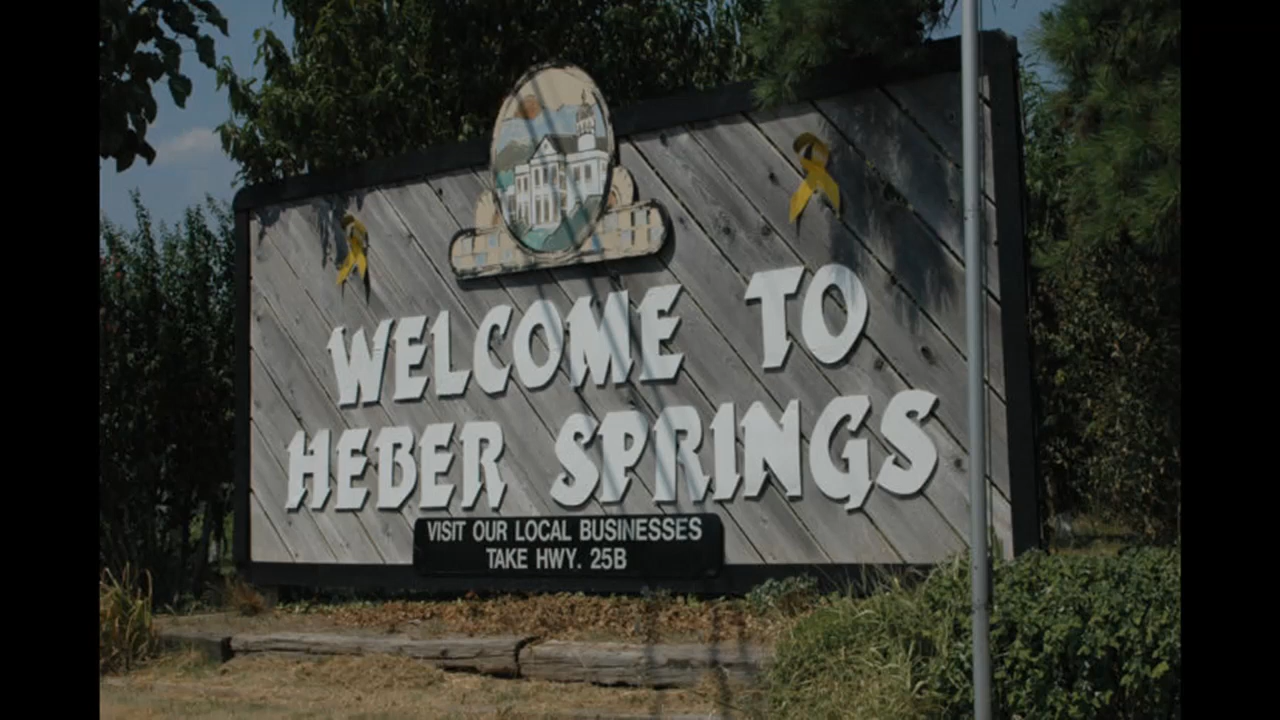 WELCOME TO
HEBER SPRINGS
VISIT OUR LOCAL BUSINESSES
TAKE HWY. 25B